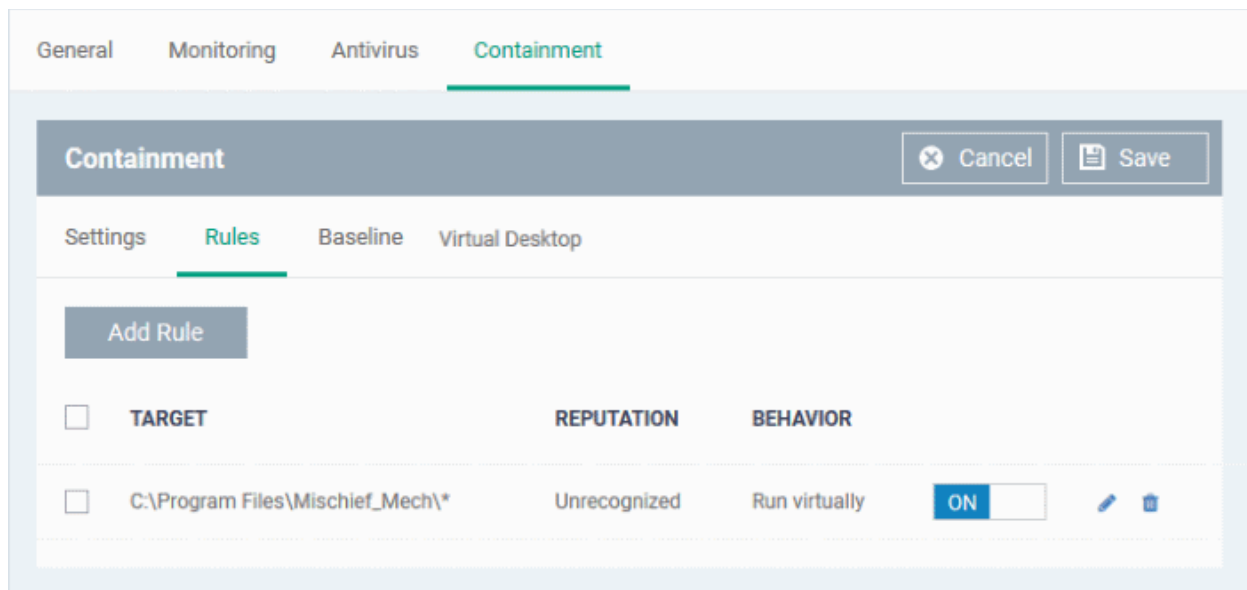 General Monitoring Antivirus Containment
Containment Cancel Save
Settings Rules Baseline Virtual Desktop
Add Rule
TARGET REPUTATION BEHAVIOR
C:\Program Files\Mischief_Mech\* Unrecognized Run virtually ON